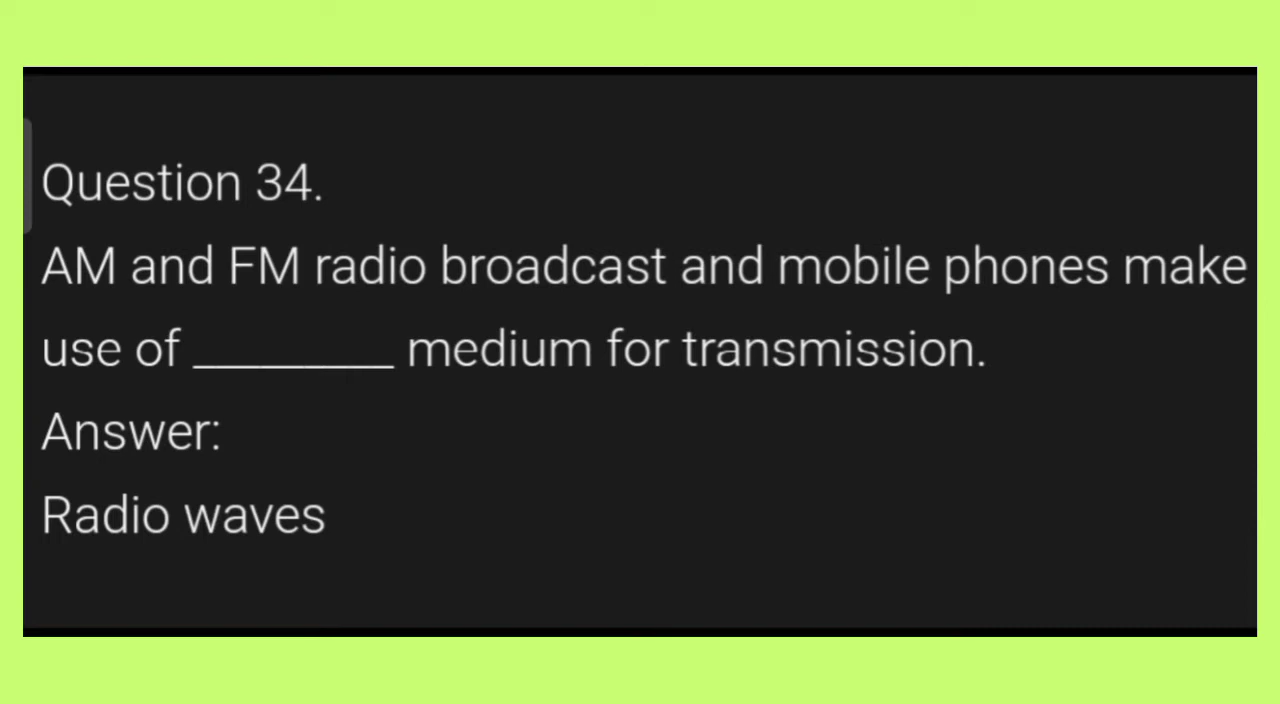 Question 34.
AM and FM radio broadcast and mobile phones make
use of _________ medium for transmission.
Answer:
Radio waves